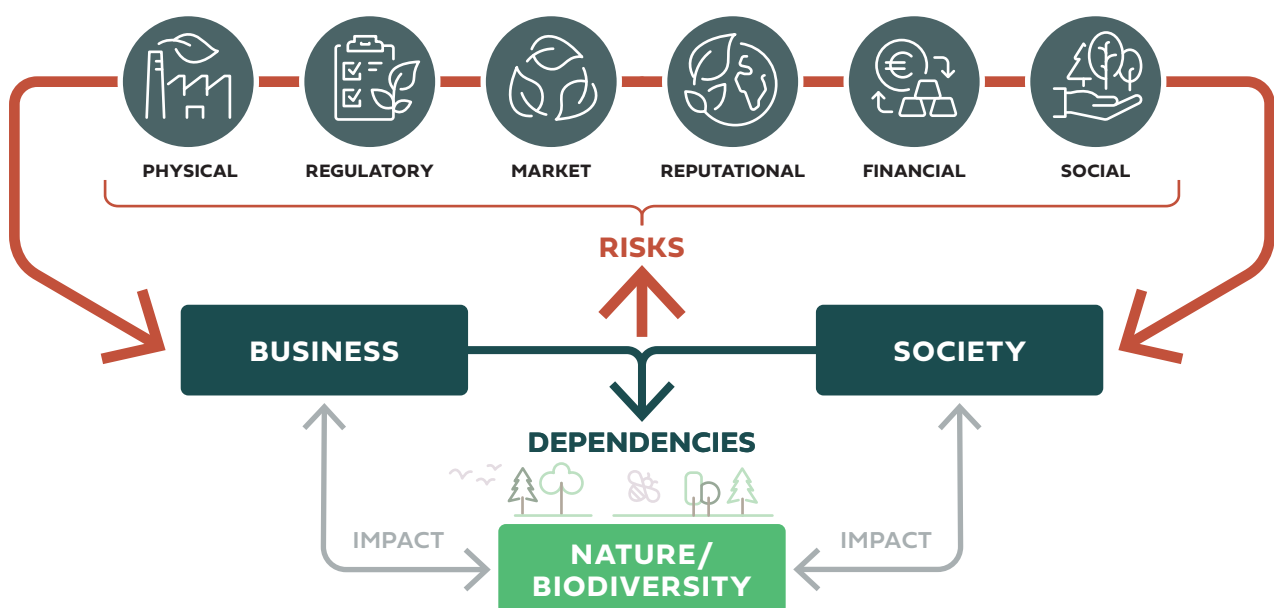 PHYSICAL
REGULATORY
MARKET
REPUTATIONAL
FINANCIAL
SOCIAL
RISKS
BUSINESS
SOCIETY
DEPENDENCIES
IMPACT
IMPACT
NATURE/
BIODIVERSITY